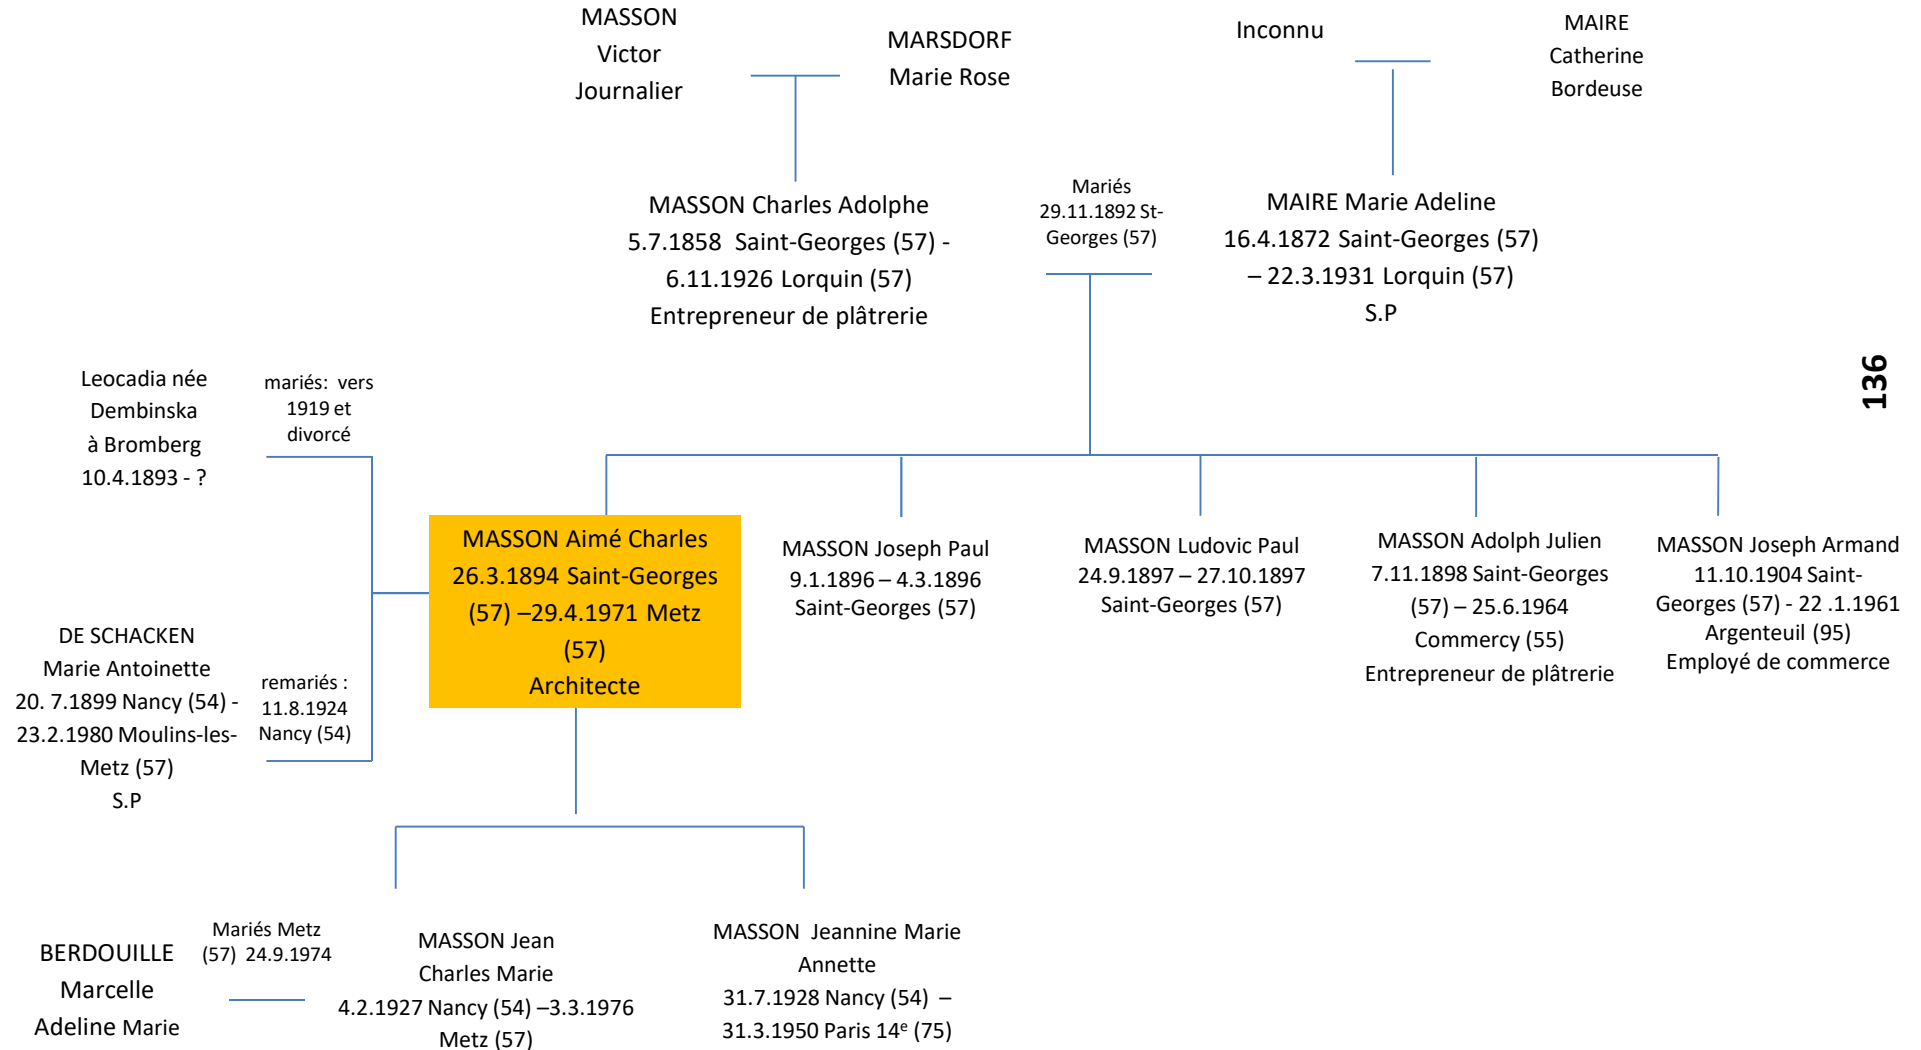 MASSON
Victor
Journalier
MARSDORF
Marie Rose
Inconnu
MAIRE
Catherine
Bordeuse
MASSON Charles Adolphe
5.7.1858 Saint-Georges (57) -
6.11.1926 Lorquin (57)
Entrepreneur de plâtrerie
Mariés
29.11.1892 St-
Georges (57)
MAIRE Marie Adeline
16.4.1872 Saint-Georges (57)
– 22.3.1931 Lorquin (57)
S.P
136
Leocadia née
Dembinska
à Bromberg
10.4.1893 - ?
mariés: vers
1919 et
divorcé
MASSON Aimé Charles
26.3.1894 Saint-Georges
(57) –29.4.1971 Metz
(57)
Architecte
MASSON Joseph Paul
9.1.1896 – 4.3.1896
Saint-Georges (57)
MASSON Ludovic Paul
24.9.1897 – 27.10.1897
Saint-Georges (57)
MASSON Adolph Julien
7.11.1898 Saint-Georges
(57) – 25.6.1964
Commercy (55)
Entrepreneur de plâtrerie
MASSON Joseph Armand
11.10.1904 Saint-
Georges (57) - 22 .1.1961
Argenteuil (95)
Employé de commerce
DE SCHACKEN
Marie Antoinette
20. 7.1899 Nancy (54) -
23.2.1980 Moulins-les-
Metz (57)
S.P
remariés :
11.8.1924
Nancy (54)
BERDOUILLE
Marcelle
Adeline Marie
Mariés Metz
(57) 24.9.1974
MASSON Jean
Charles Marie
4.2.1927 Nancy (54) –3.3.1976
Metz (57)
MASSON Jeannine Marie
Annette
31.7.1928 Nancy (54) –
31.3.1950 Paris 14ᵉ (75)